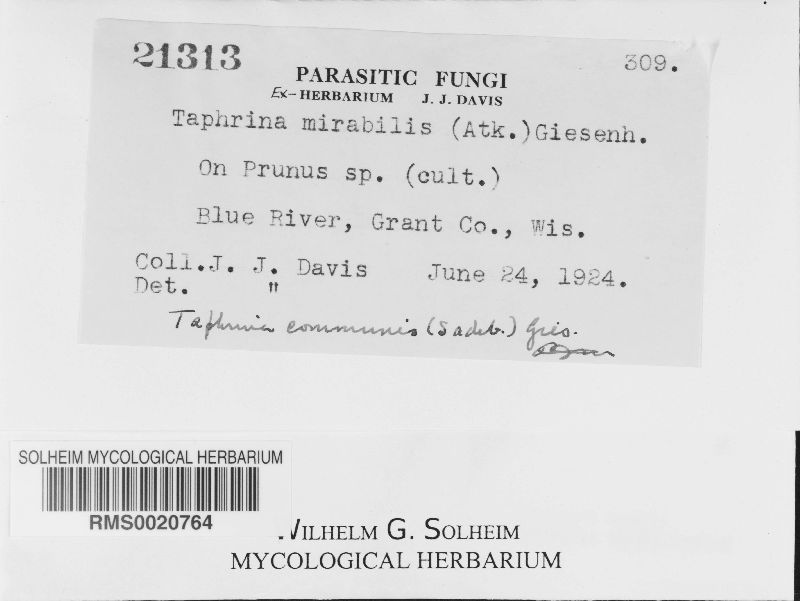 21313
309.
PARASITIC FUNGI
Ex-HERBARIUM J. J. DAVIS
Taphrina mirabilis (Atk.)Giesenh.
On Prunus sp. (cult.)
Blue River, Grant Co., Wis.
Coll.J. J. Davis June 24, 1924.
Det. "
Taphrina communis (Sadeb.) Gies.
SOLHEIM MYCOLOGICAL HERBARIUM
RMS0020764
WILHELM G. SOLHEIM
MYCOLOGICAL HERBARIUM